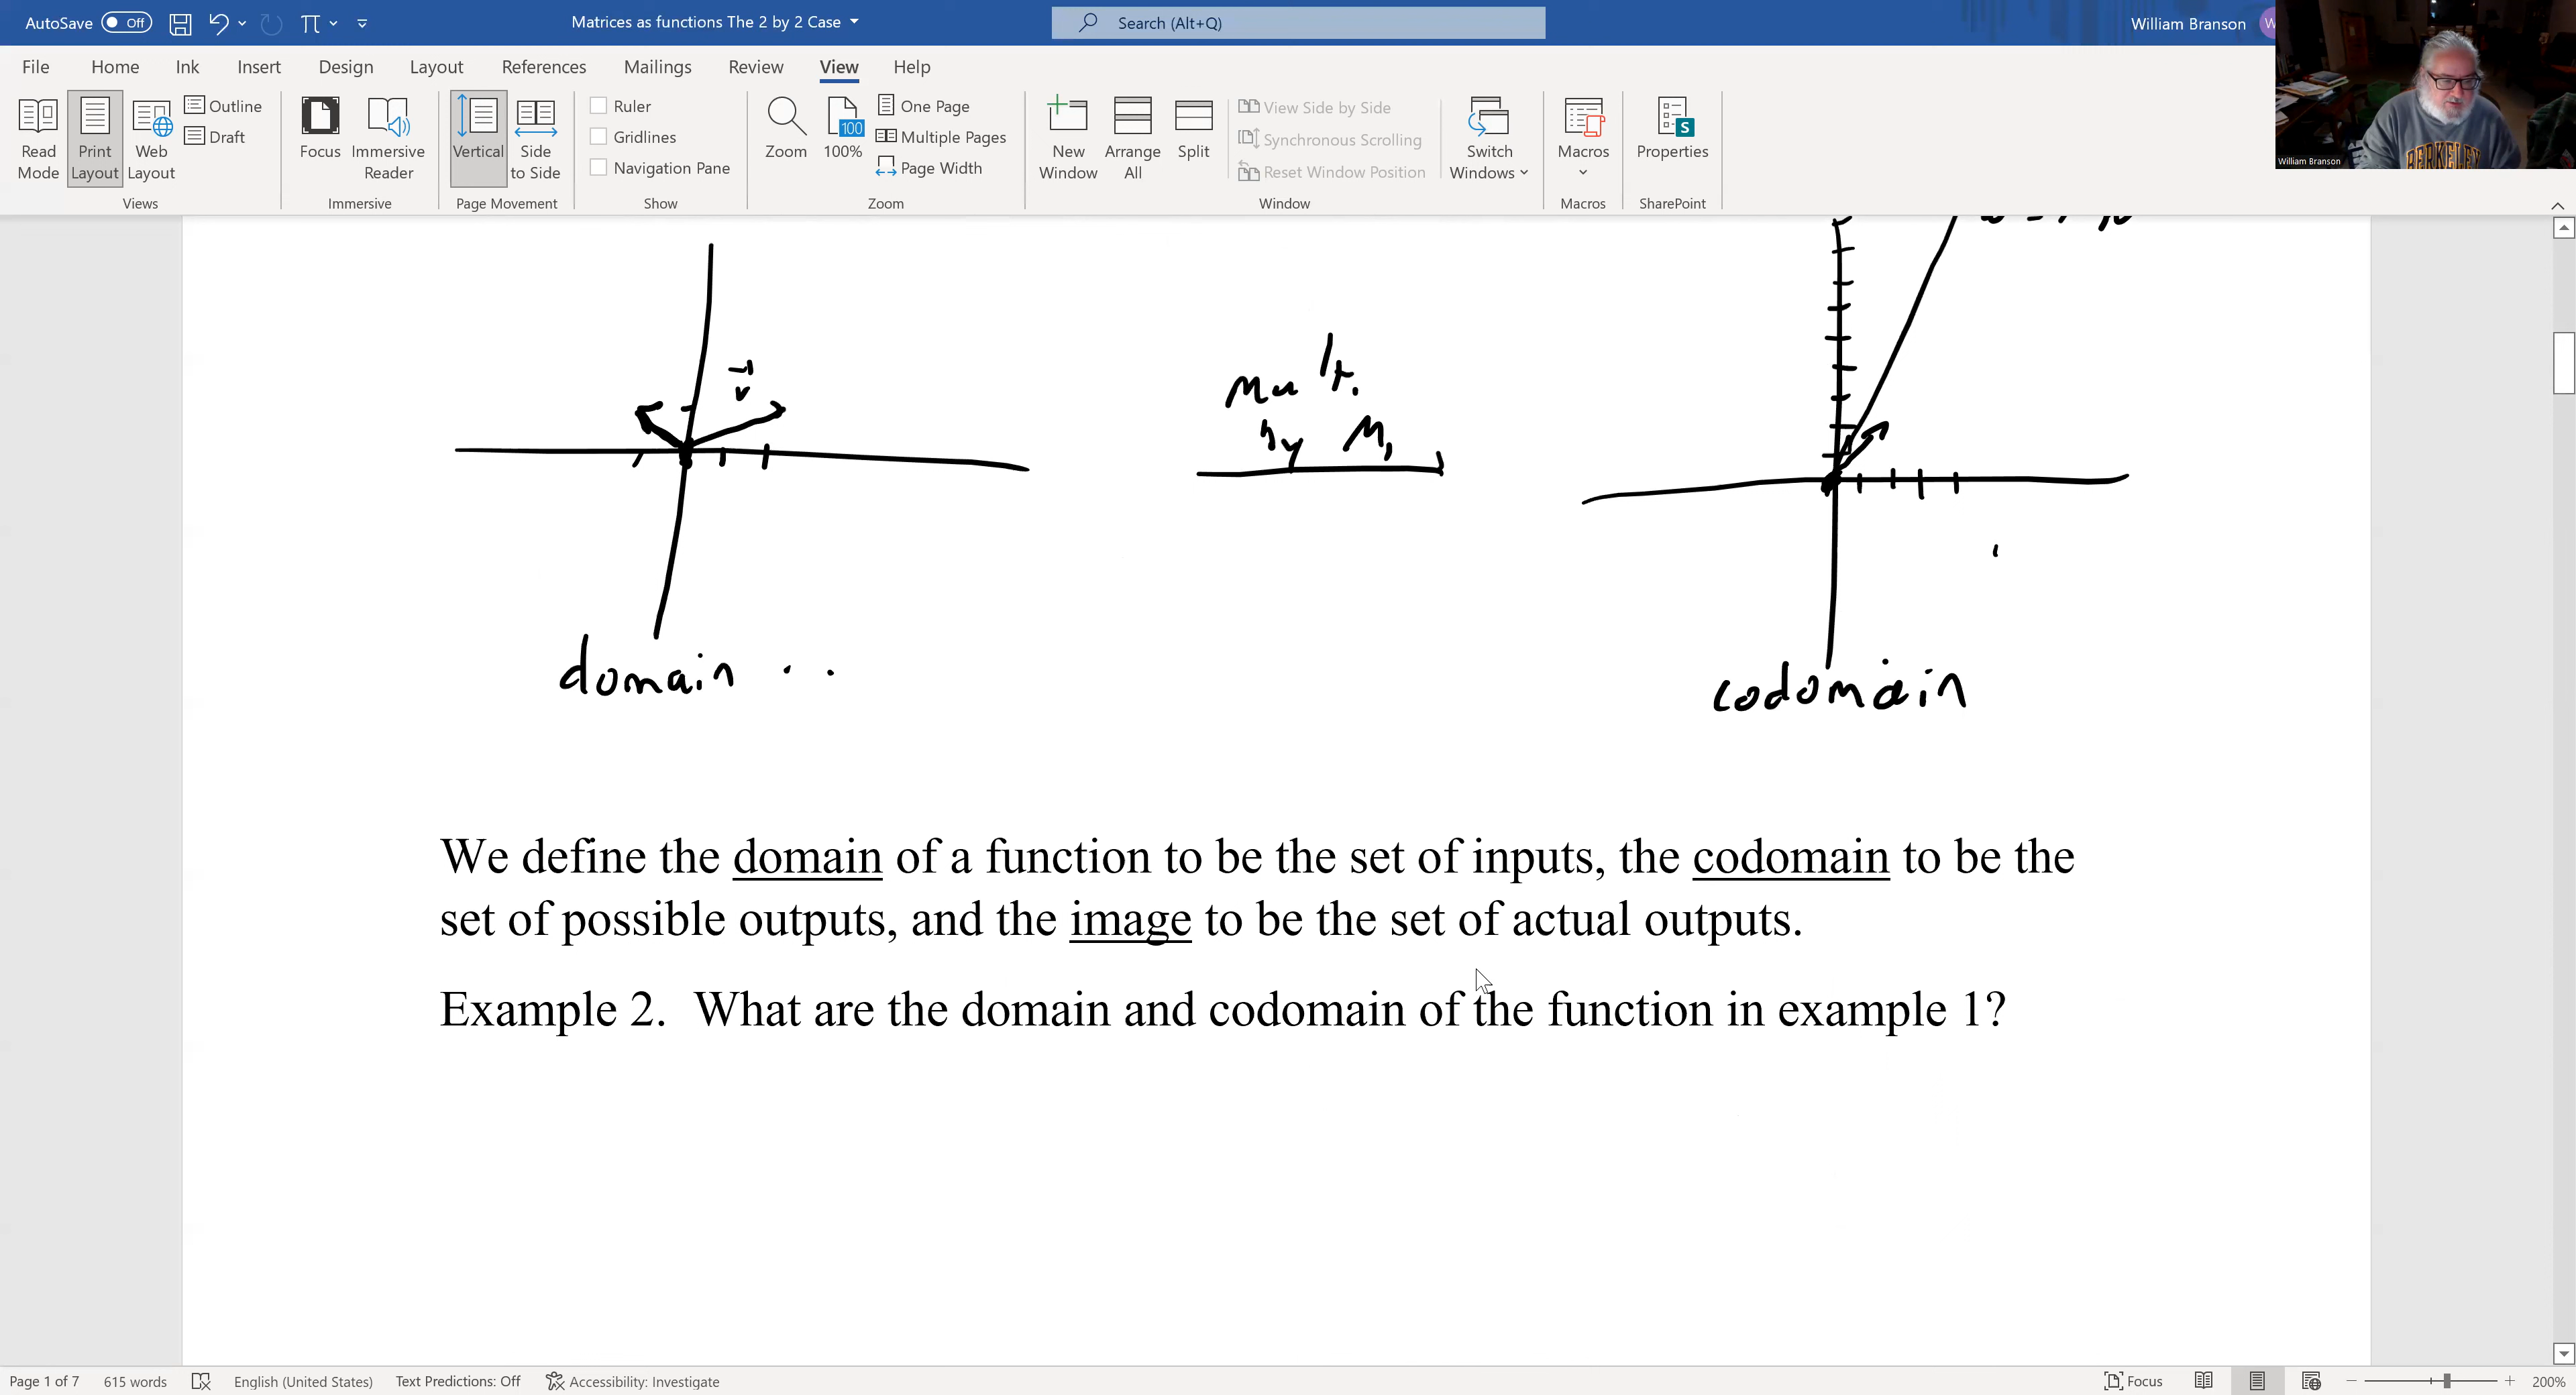 AutoSave Off Matrices as functions The 2 by 2 Case Search (Alt+Q) William Branson
File Home Ink Insert Design Layout References Mailings Review View Help
Read Mode Print Layout Web Layout Outline Draft Focus Immersive Reader Vertical Side to Side Ruler Gridlines Navigation Pane Zoom 100 100% One Page Multiple Pages Page Width New Window Arrange All Split View Side by Side Synchronous Scrolling Reset Window Position Switch Windows Macros Properties
Views Immersive Page Movement Show Zoom Window Macros SharePoint
BERKELEY
William Branson
v
Mult.
by M₁
domain
codomain
We define the domain of a function to be the set of inputs, the codomain to be the
set of possible outputs, and the image to be the set of actual outputs.
Example 2. What are the domain and codomain of the function in example 1?
Page 1 of 7 615 words English (United States) Text Predictions: Off Accessibility: Investigate Focus 200%